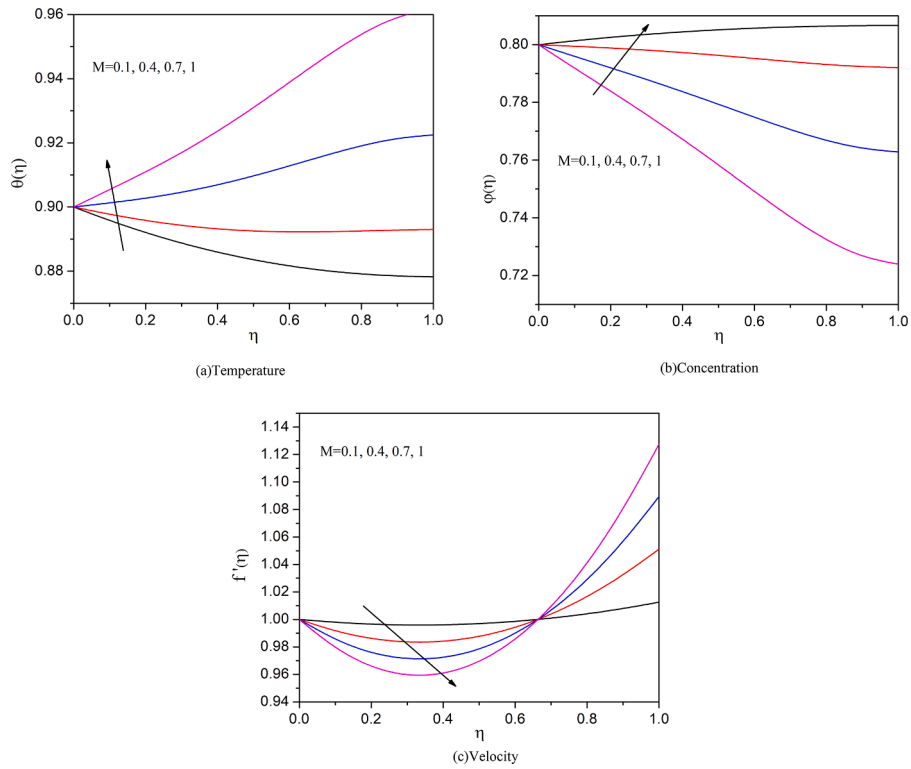 0.96
0.94
0.92
0.90
0.88
M=0.1, 0.4, 0.7, 1
θ(η)
0.0 0.2 0.4 0.6 0.8 1.0
η
(a)Temperature
0.80
0.78
0.76
0.74
0.72
M=0.1, 0.4, 0.7, 1
φ(η)
0.0 0.2 0.4 0.6 0.8 1.0
η
(b)Concentration
1.14
1.12
1.10
1.08
1.06
1.04
1.02
1.00
0.98
0.96
0.94
M=0.1, 0.4, 0.7, 1
f'(η)
0.0 0.2 0.4 0.6 0.8 1.0
η
(c)Velocity